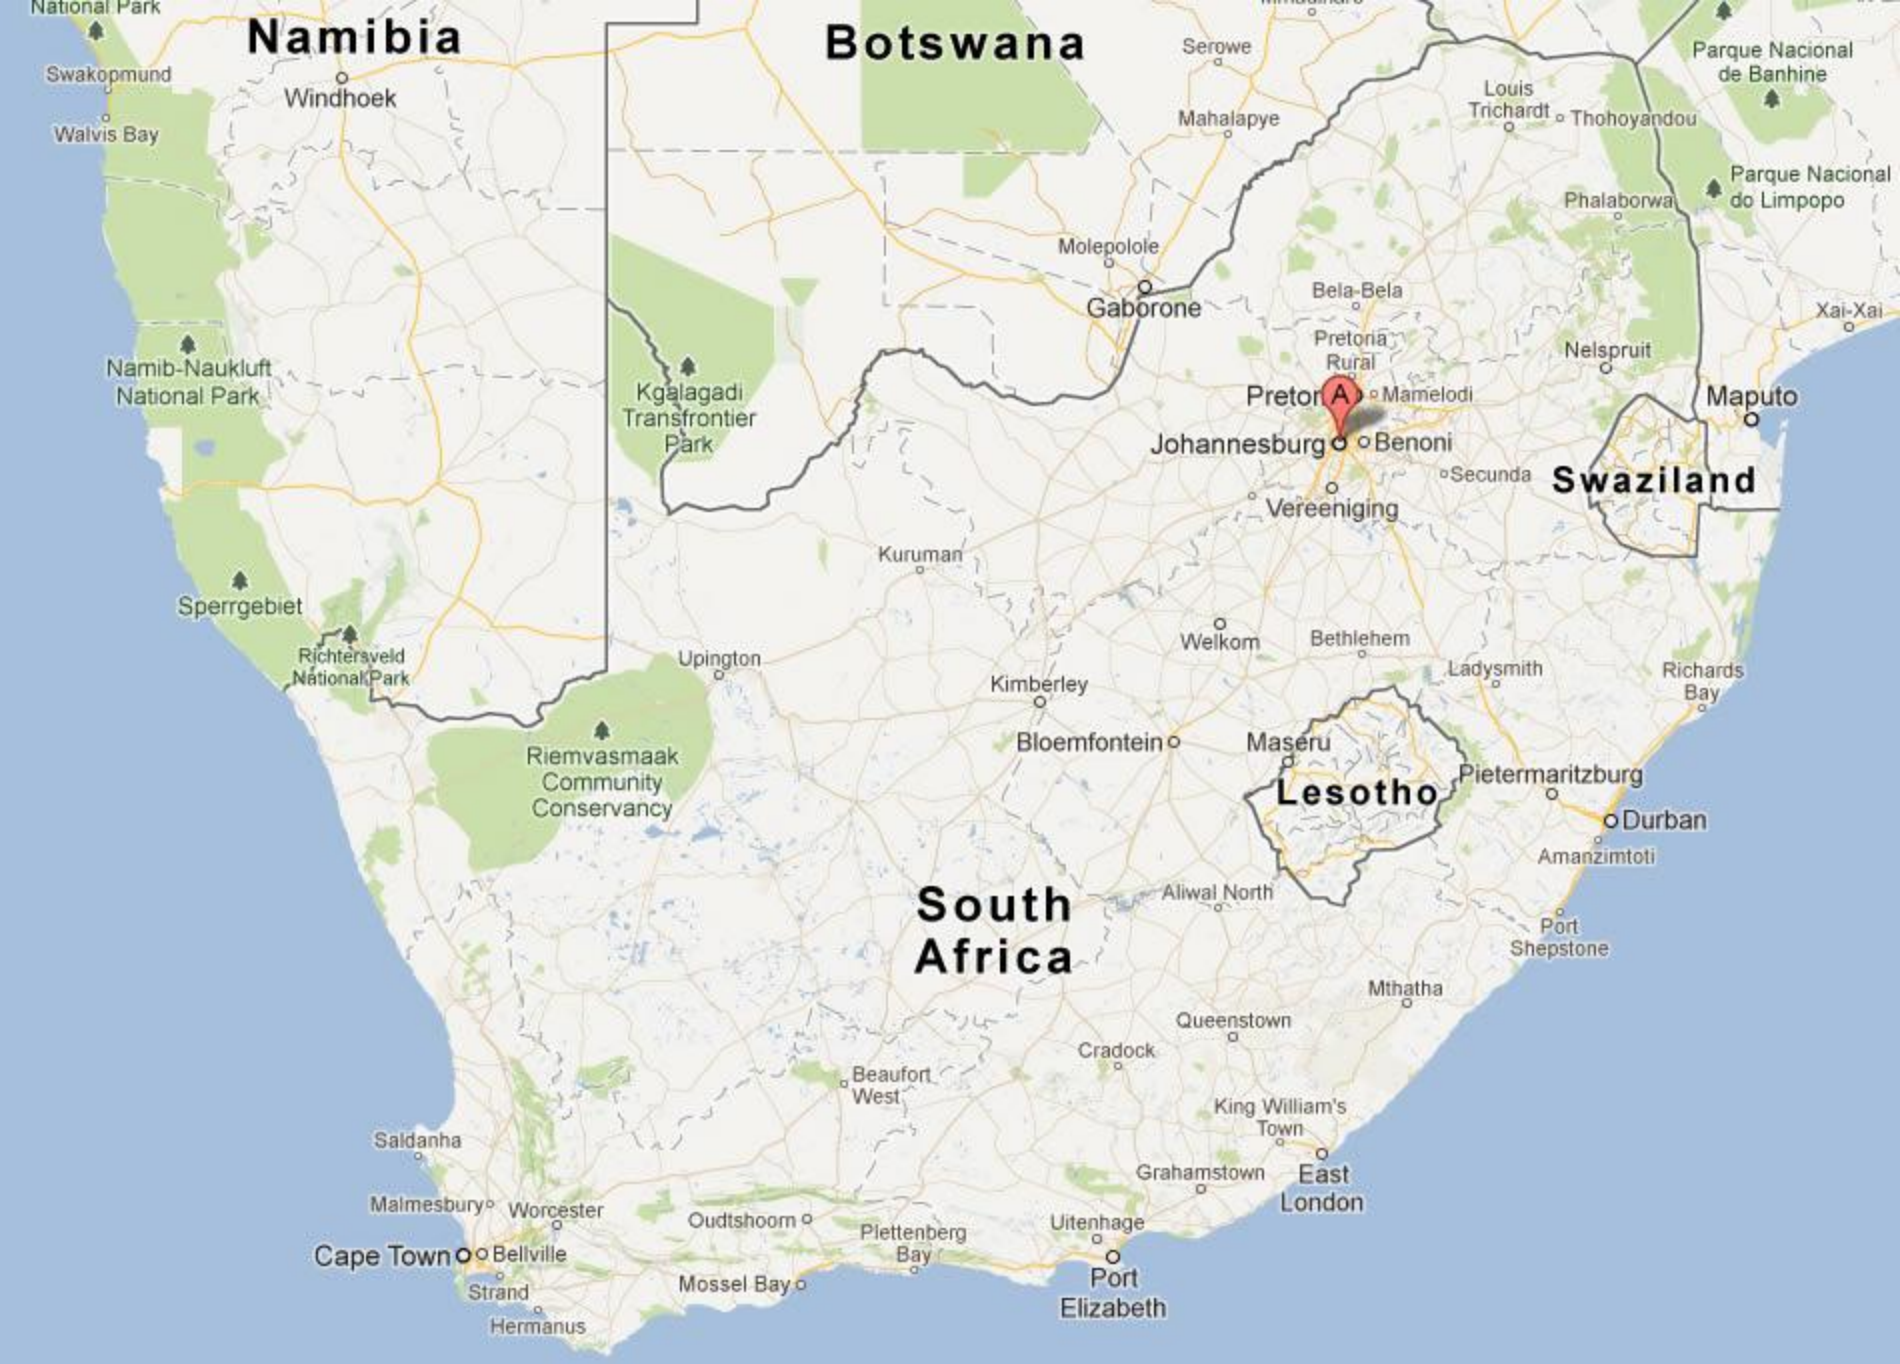 National Park
Namibia
Botswana
Mmadinare
Serowe
Parque Nacional
de Banhine
Swakopmund
Windhoek
Louis
Trichardt
Thohoyandou
Mahalapye
Walvis Bay
Parque Nacional
do Limpopo
Phalaborwa
Molepolole
Gaborone
Bela-Bela
Xai-Xai
Pretoria
Rural
Nelspruit
Namib-Naukluft
National Park
Kgalagadi
Transfrontier
Park
Pretor
A
Mamelodi
Maputo
Johannesburg
Benoni
Secunda
Swaziland
Vereeniging
Kuruman
Sperrgebiet
Welkom
Bethlehem
Richtersveld
National Park
Upington
Kimberley
Ladysmith
Richards
Bay
Riemvasmaak
Community
Conservancy
Bloemfontein
Maseru
Lesotho
Pietermaritzburg
Durban
Amanzimtoti
South
Africa
Aliwal North
Port
Shepstone
Mthatha
Queenstown
Cradock
Beaufort
West
King William's
Town
Saldanha
Grahamstown
East
London
Malmesbury
Worcester
Oudtshoorn
Plettenberg
Bay
Uitenhage
Cape Town
Bellville
Strand
Mossel Bay
Port
Elizabeth
Hermanus